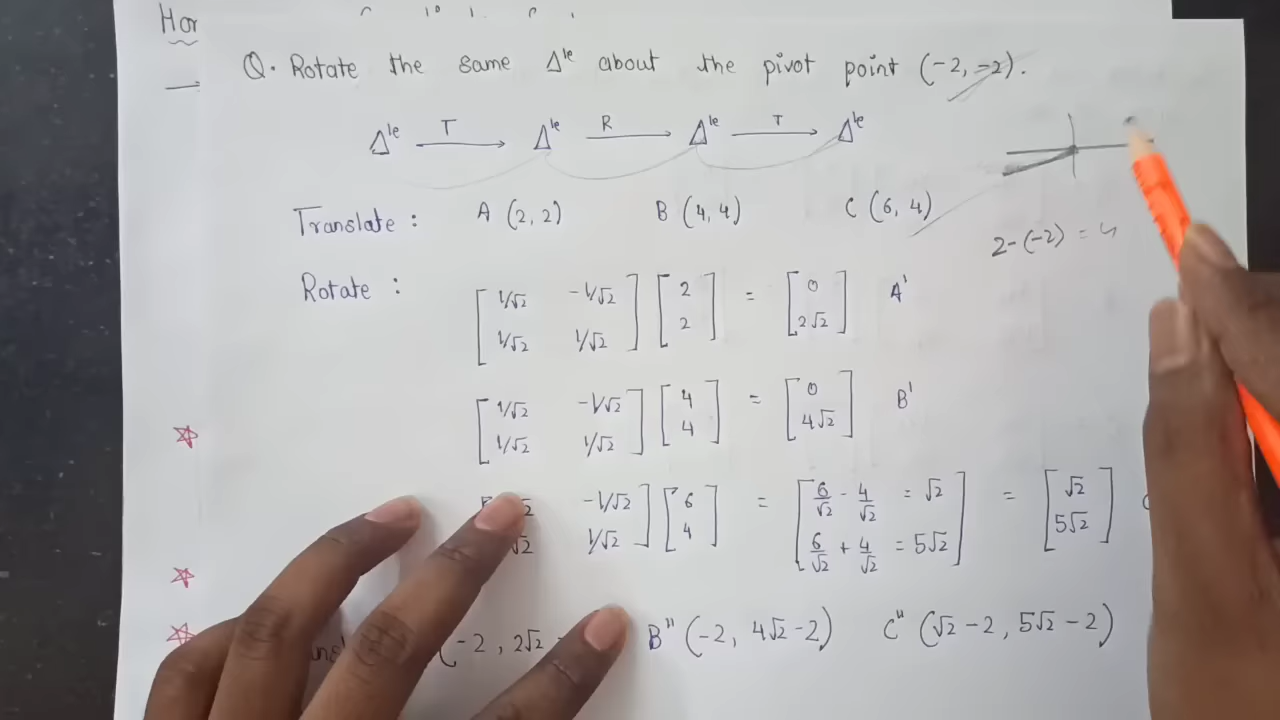 Hor
Q. Rotate the same Δle about the pivot point (-2, -2).
Δle T → Δle R → Δle T → Δle
Translate : A (2, 2) B (4, 4) C (6, 4)
2-(-2) = 4
Rotate : [1/√2 -1/√2 1/√2 1/√2] [2 2] = [0 2√2] A'
[1/√2 -1/√2 1/√2 1/√2] [4 4] = [0 4√2] B'
-1/√2 1/√2] [6 4] = [6/√2 - 4/√2 = √2 6/√2 + 4/√2 = 5√2] = [√2 5√2]
(-2, 2√2 B" (-2, 4√2-2) C" (√2-2, 5√2-2)